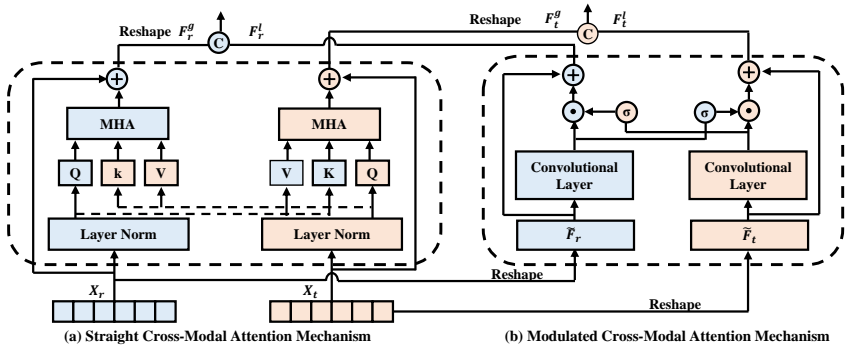 Reshape F_r^g C F_r^l
Reshape F_t^g C F_t^l
MHA MHA
σ σ
Q k V V K Q
Convolutional Layer
Convolutional Layer
Layer Norm Layer Norm
F̃_r F̃_t
Reshape
X_r X_t
Reshape
(a) Straight Cross-Modal Attention Mechanism
(b) Modulated Cross-Modal Attention Mechanism